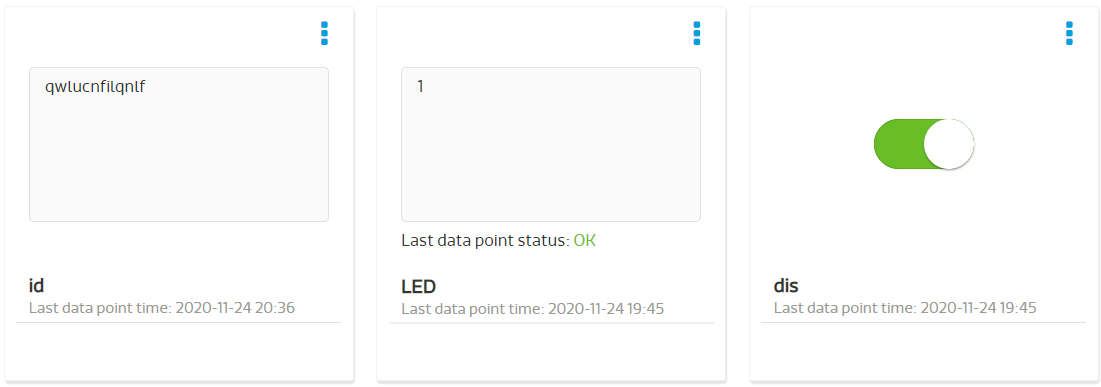 qwlucnfilqnlf
id
Last data point time: 2020-11-24 20:36
1
Last data point status: OK
LED
Last data point time: 2020-11-24 19:45
dis
Last data point time: 2020-11-24 19:45